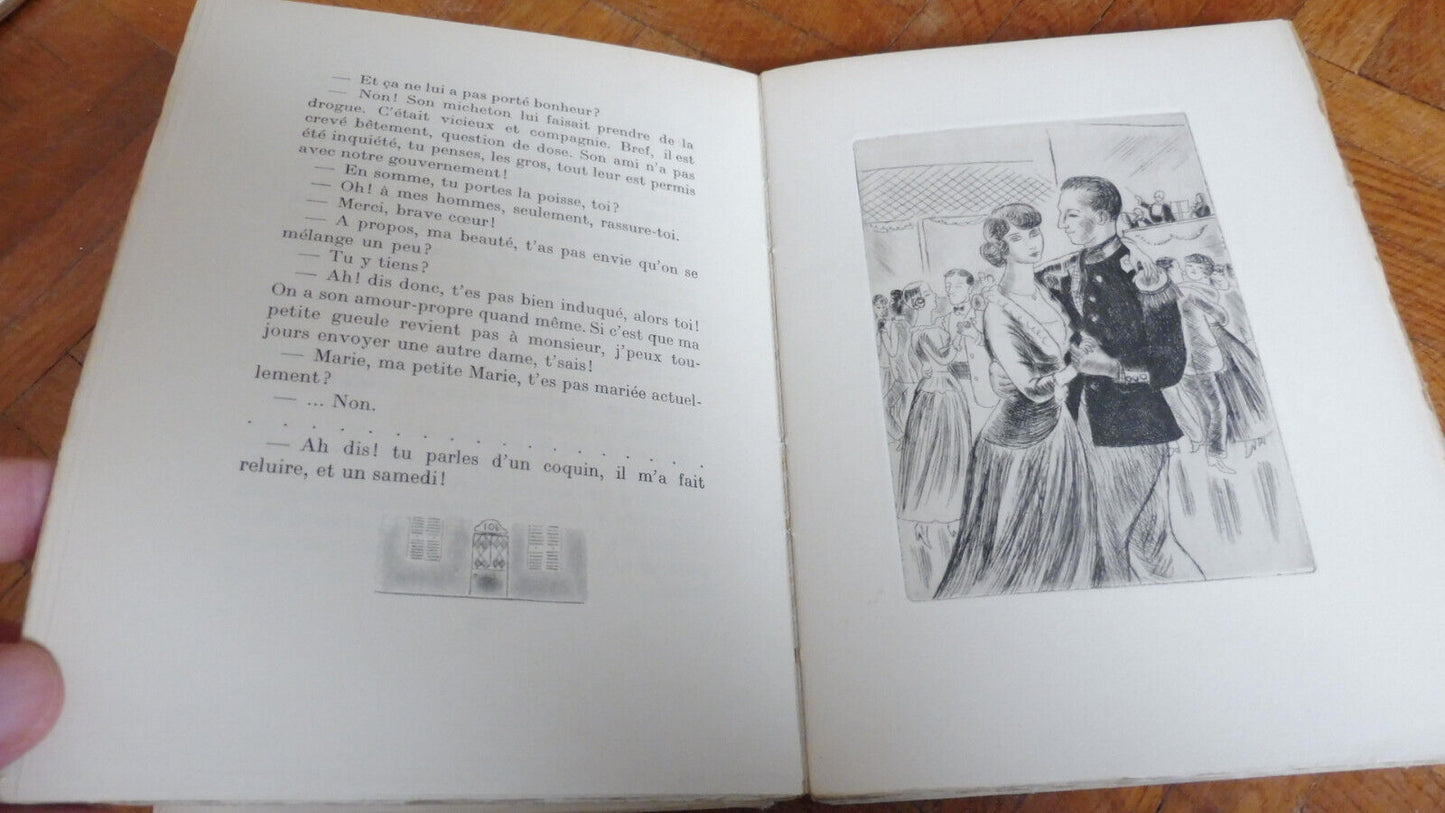 — Et ça ne lui a pas porté bonheur?
— Non! Son micheton lui faisait prendre de la
drogue. C'était vicieux et compagnie. Bref, il est
crevé bêtement, question de dose. Son ami n'a pas
été inquiété, tu penses, les gros, tout leur est permis
avec notre gouvernement!
— En somme, tu portes la poisse, toi?
— Oh! à mes hommes, seulement, rassure-toi.
— Merci, brave cœur!
— A propos, ma beauté, t'as pas envie qu'on se
mélange un peu?
— Tu y tiens?
— Ah! dis donc, t'es pas bien induqué, alors toi!
On a son amour-propre quand même. Si c'est que ma
petite gueule revient pas à monsieur, j'peux tou-
jours envoyer une autre dame, t'sais!
— Marie, ma petite Marie, t'es pas mariée actuel-
lement?
— ... Non.
. . . . . . . . . . . . . . . . . .
— Ah dis! tu parles d'un coquin, il m'a fait
reluire, et un samedi!
106